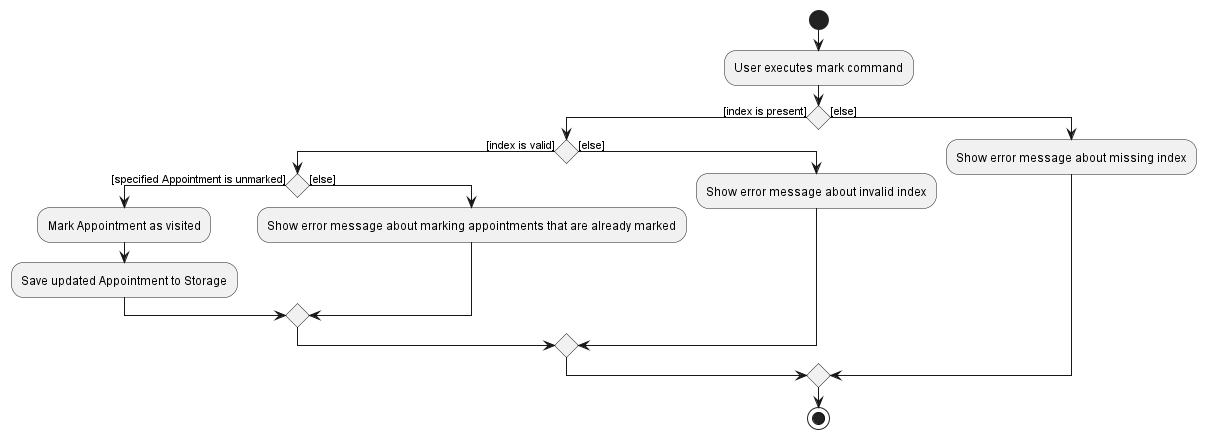 User executes mark command
[index is present]
[else]
[index is valid]
[else]
Show error message about missing index
[specified Appointment is unmarked]
[else]
Show error message about invalid index
Mark Appointment as visited
Show error message about marking appointments that are already marked
Save updated Appointment to Storage